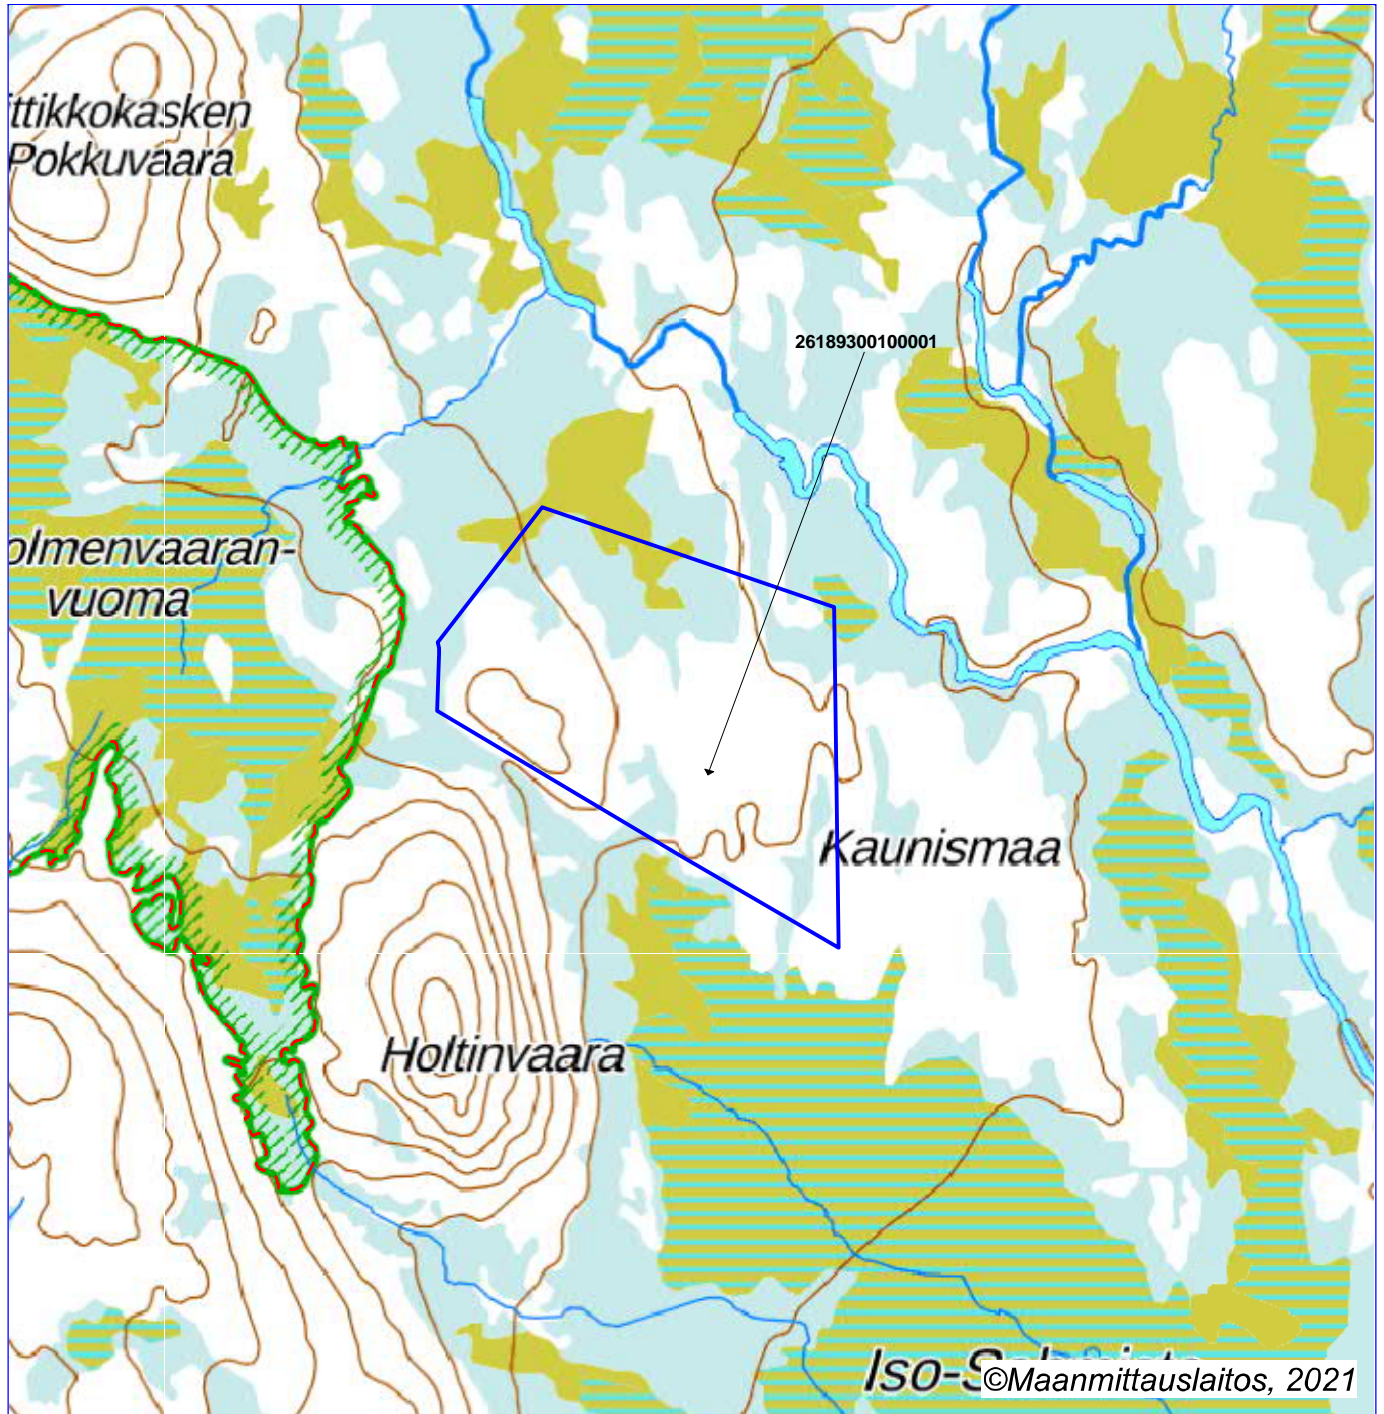 ittikkokasken
Pokkuvaara
26189300100001
olmenvaaran-
vuoma
Kaunismaa
Holtinvaara
©Maanmittauslaitos, 2021